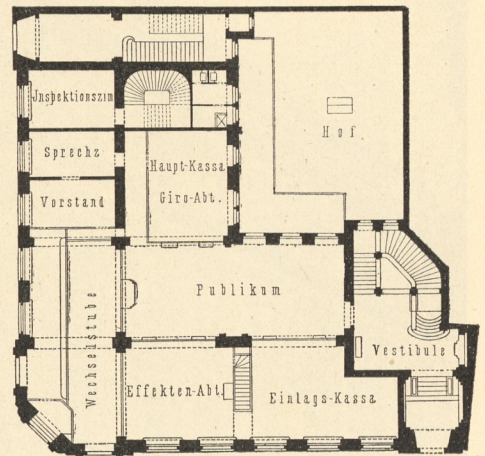 Inspektionszim
Sprechz
Vorstand
Haupt-Kassa
Giro-Abt.
Hof
Publikum
Wechselstube
Effekten-Abt.
Einlags-Kassa
Vestibule